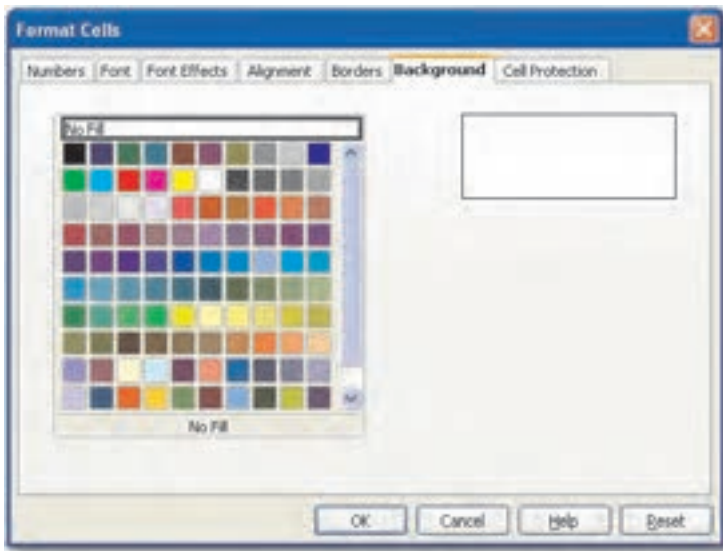 Format Cells
Numbers Font Font Effects Alignment Borders Background Cell Protection
No Fill
No Fill
OK Cancel Help Reset